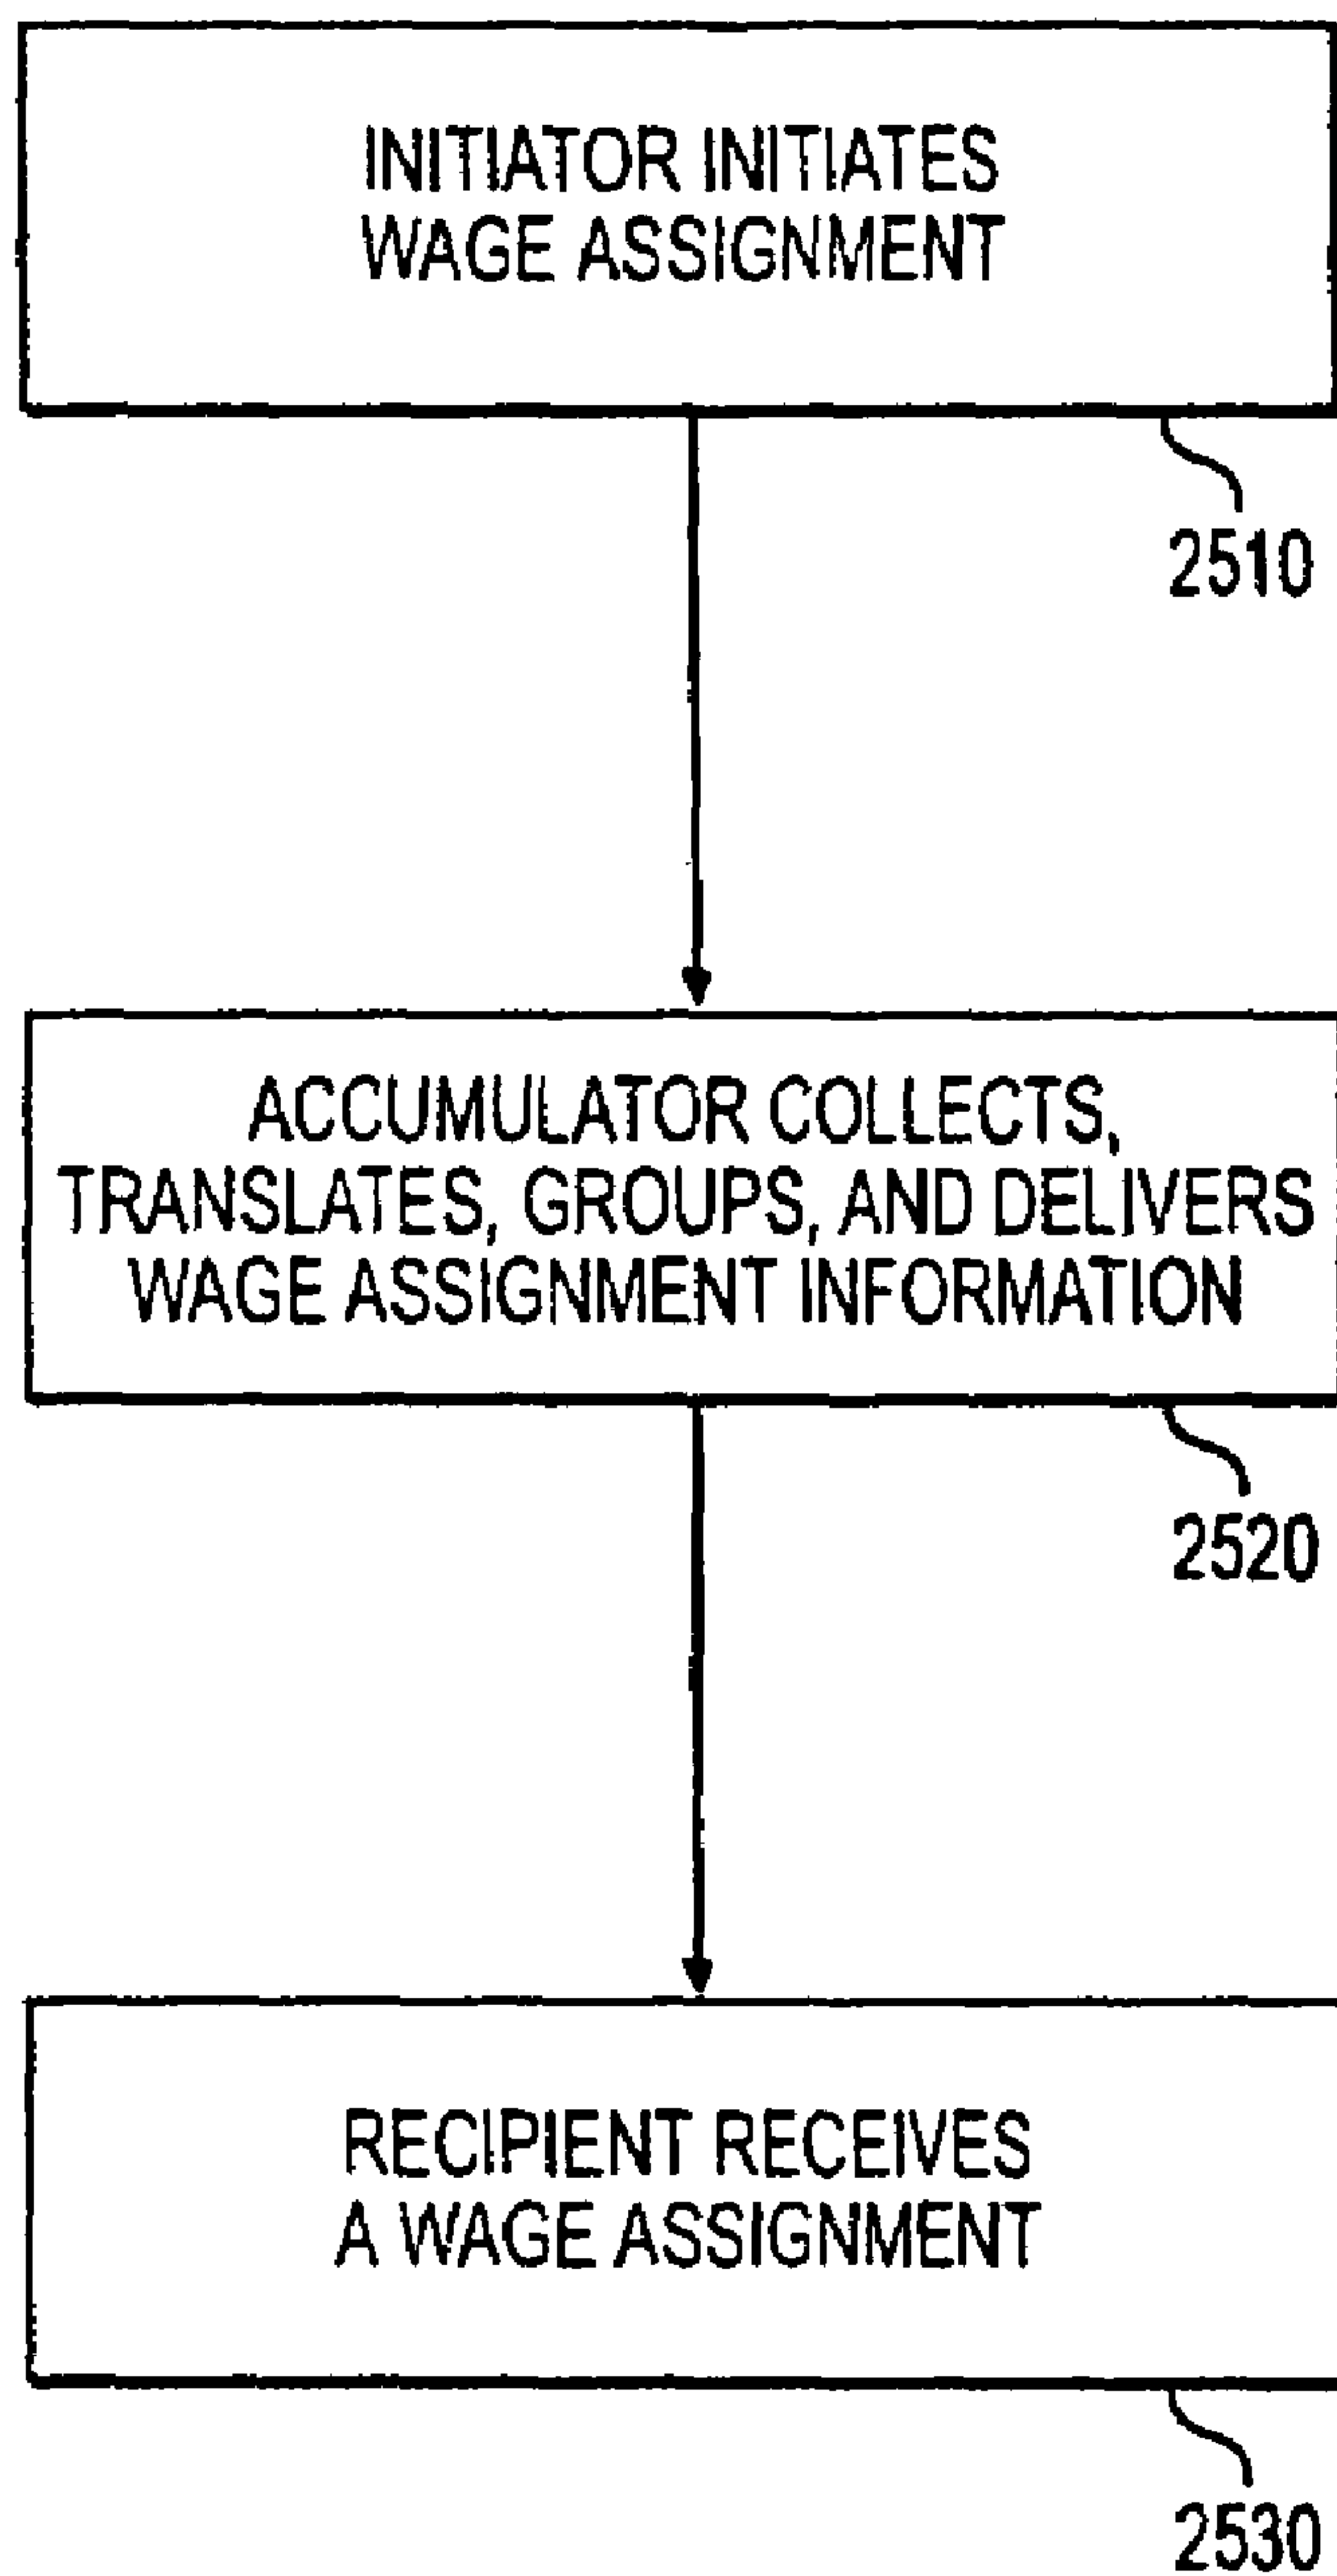 INITIATOR INITIATES
WAGE ASSIGNMENT
2510
ACCUMULATOR COLLECTS,
TRANSLATES, GROUPS, AND DELIVERS
WAGE ASSIGNMENT INFORMATION
2520
RECIPIENT RECEIVES
A WAGE ASSIGNMENT
2530